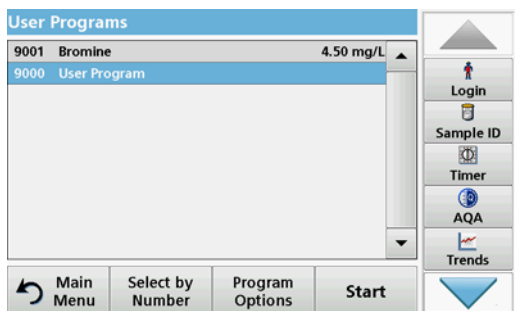 User Programs
9001 Bromine 4.50 mg/L
9000 User Program
Login
Sample ID
Timer
AQA
Trends
Main Menu
Select by Number
Program Options
Start